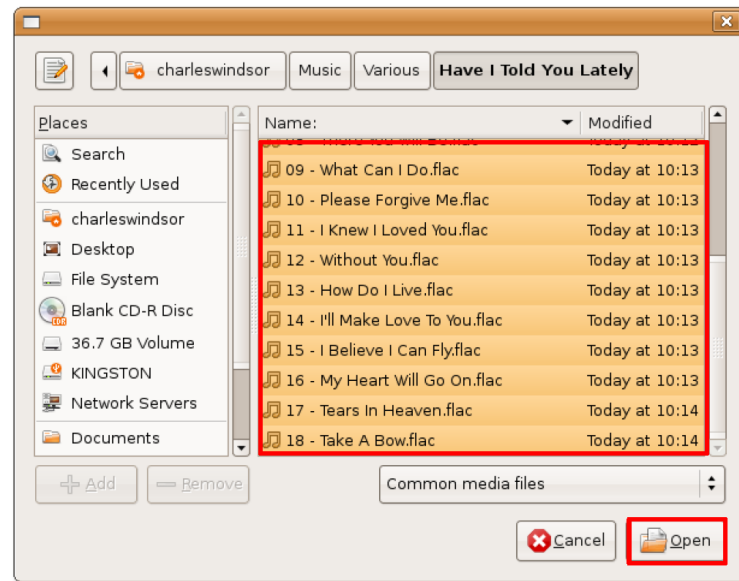 charleswindsor Music Various Have I Told You Lately
Places
Search
Recently Used
charleswindsor
Desktop
File System
Blank CD-R Disc
36.7 GB Volume
KINGSTON
Network Servers
Documents
Name: Modified
09 - What Can I Do.flac Today at 10:13
10 - Please Forgive Me.flac Today at 10:13
11 - I Knew I Loved You.flac Today at 10:13
12 - Without You.flac Today at 10:13
13 - How Do I Live.flac Today at 10:13
14 - I'll Make Love To You.flac Today at 10:13
15 - I Believe I Can Fly.flac Today at 10:13
16 - My Heart Will Go On.flac Today at 10:13
17 - Tears In Heaven.flac Today at 10:14
18 - Take A Bow.flac Today at 10:14
Add Remove Common media files
Cancel Open